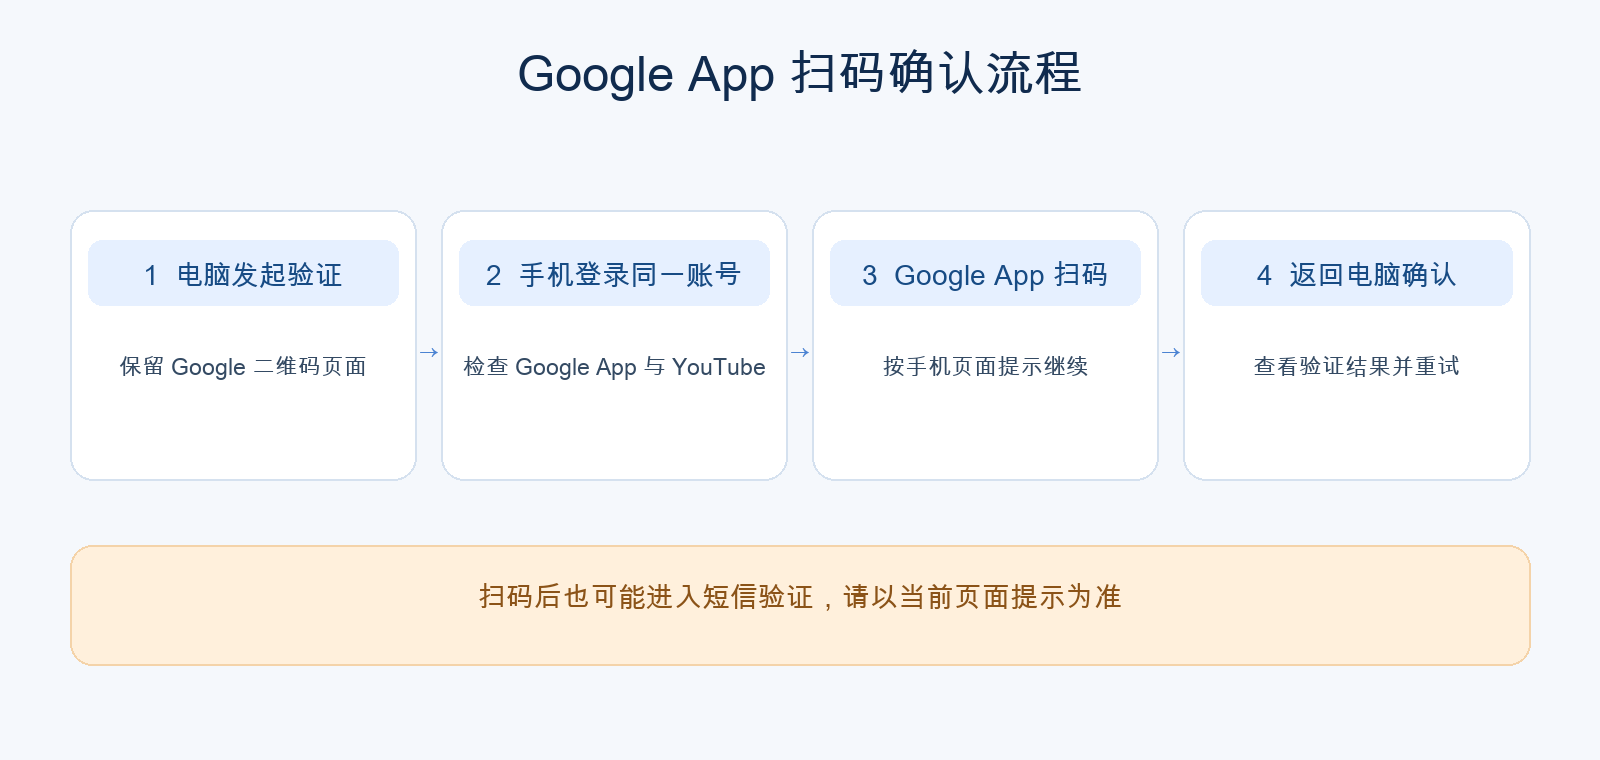 Google App 扫码确认流程
1 电脑发起验证
保留 Google 二维码页面
→
2 手机登录同一账号
检查 Google App 与 YouTube
→
3 Google App 扫码
按手机页面提示继续
→
4 返回电脑确认
查看验证结果并重试
扫码后也可能进入短信验证，请以当前页面提示为准